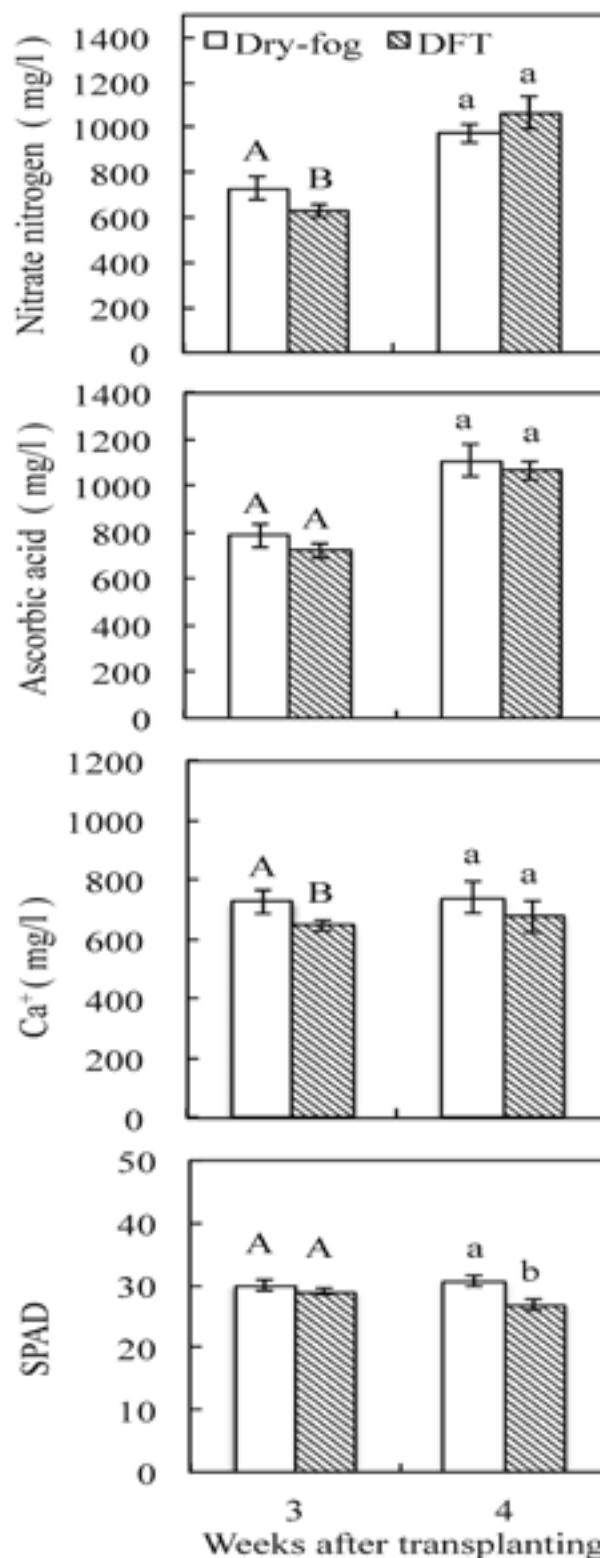 Dry-fog DFT
Nitrate nitrogen ( mg/l )
1400
1200
1000
800
600
400
200
0
A
B
a
a
Ascorbic acid ( mg/l )
1400
1200
1000
800
600
400
200
0
A
A
a
a
Ca⁺ ( mg/l )
1200
1000
800
600
400
200
0
A
B
a
a
SPAD
50
40
30
20
10
0
A
A
a
b
3 4
Weeks after transplanting